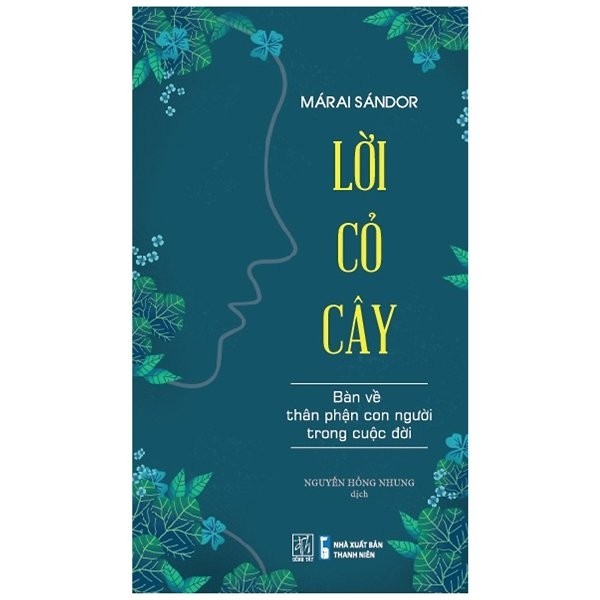 MÁRAI SÁNDOR
LỜI
CỎ
CÂY
Bàn về
thân phận con người
trong cuộc đời
NGUYỄN HỒNG NHUNG
dịch
NHÀ XUẤT BẢN
THANH NIÊN